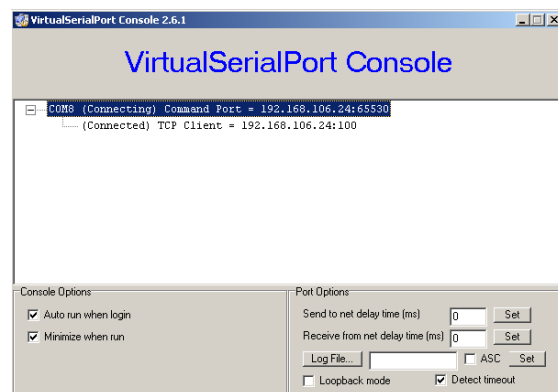 VirtualSerialPort Console 2.6.1
VirtualSerialPort Console
COM8 (Connecting) Command Port = 192.168.106.24:65530
(Connected) TCP Client = 192.168.106.24:100
Console Options
Auto run when login
Minimize when run
Port Options
Send to net delay time (ms) 0 Set
Receive from net delay time (ms) 0 Set
Log File... ASC Set
Loopback mode Detect timeout